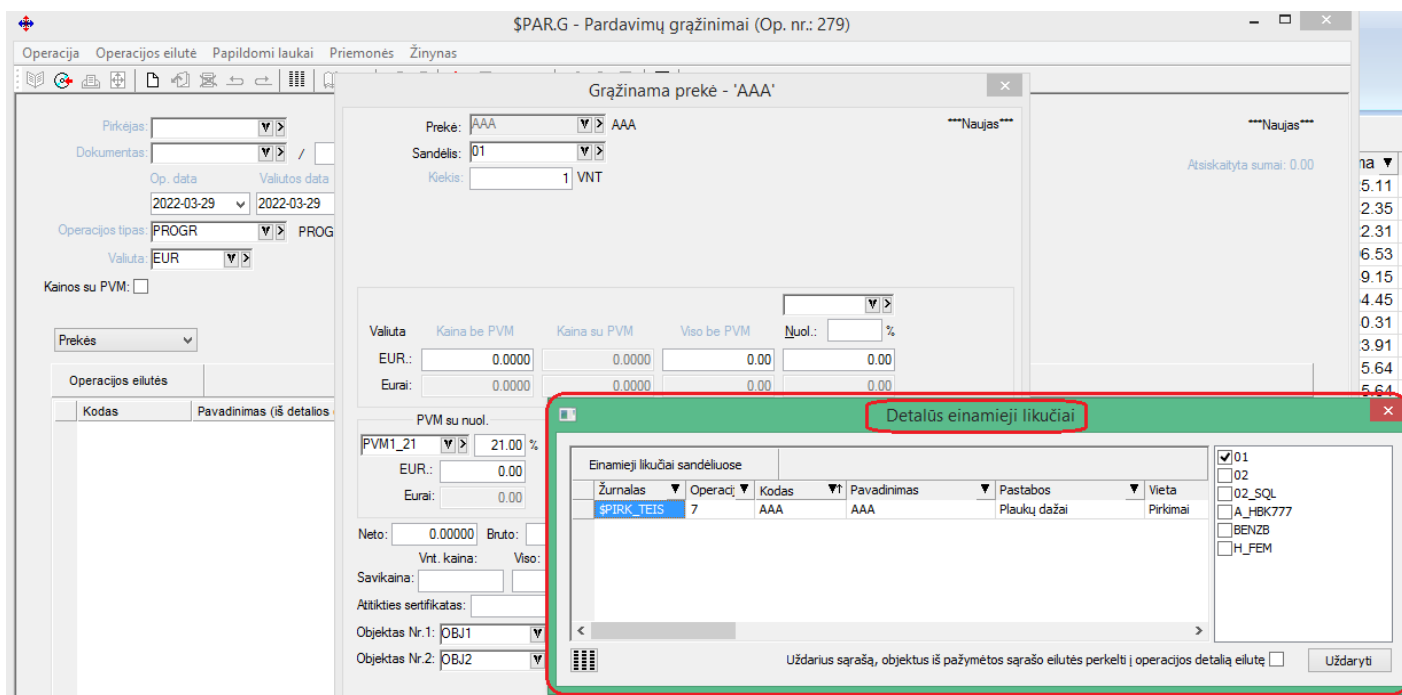 $PAR.G - Pardavimų grąžinimai (Op. nr.: 279)
Operacija Operacijos eilutė Papildomi laukai Priemonės Žinynas
Grąžinama prekė - 'AAA'
Pirkėjas:
Dokumentas: /
Op. data Valiutos data
2022-03-29 2022-03-29
Operacijos tipas: PROGR PROG
Valiuta: EUR
Kainos su PVM:
Prekės
Operacijos eilutės
Kodas Pavadinimas (iš detalios
Prekė: AAA AAA ***Naujas***
Sandėlis: 01
Kiekis: 1 VNT
***Naujas***
Atsiskaityta sumai: 0.00
5.11
2.35
2.31
6.53
9.15
4.45
0.31
3.91
5.64
5.64
Valiuta Kaina be PVM Kaina su PVM Viso be PVM Nuol.: %
EUR.: 0.0000 0.0000 0.00 0.00
Eurai: 0.0000 0.0000 0.00 0.00
PVM su nuol.
PVM1_21 21.00 %
EUR.: 0.00
Eurai: 0.00
Neto: 0.00000 Bruto:
Vnt. kaina: Viso:
Savikaina:
Atitikties sertifikatas:
Objektas Nr.1: OBJ1
Objektas Nr.2: OBJ2
Detalūs einamieji likučiai
Einamieji likučiai sandėliuose
Žurnalas Operacij Kodas Pavadinimas Pastabos Vieta
$PIRK_TEIS 7 AAA AAA Plaukų dažai Pirkimai
01
02
02_SQL
A_HBK777
BENZB
H_FEM
Uždarius sąrašą, objektus iš pažymėtos sąrašo eilutės perkelti į operacijos detalią eilutę Uždaryti